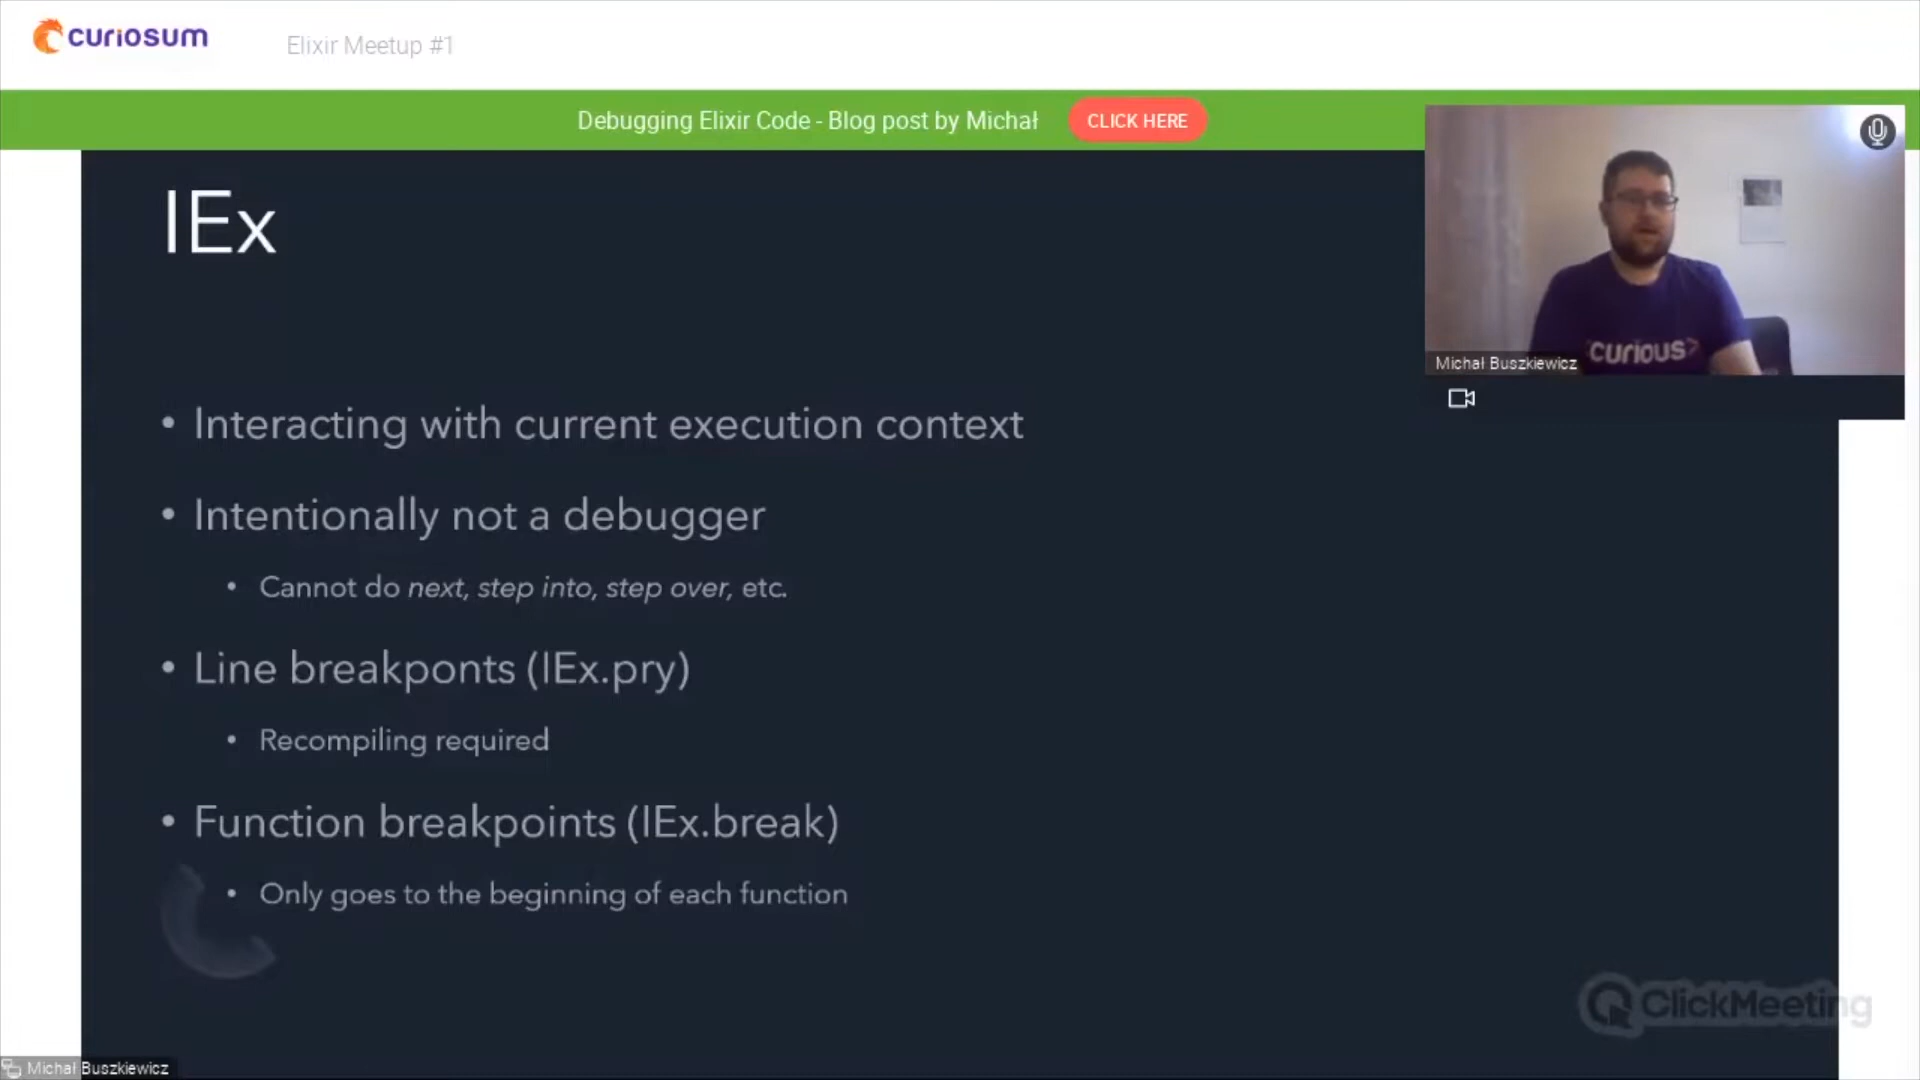 curiosum
Elixir Meetup #1
Debugging Elixir Code - Blog post by Michał
CLICK HERE
IEx
curious>
Michał Buszkiewicz
• Interacting with current execution context
• Intentionally not a debugger
• Cannot do next, step into, step over, etc.
• Line breakponts (IEx.pry)
• Recompiling required
• Function breakpoints (IEx.break)
• Only goes to the beginning of each function
ClickMeeting
Michał Buszkiewicz